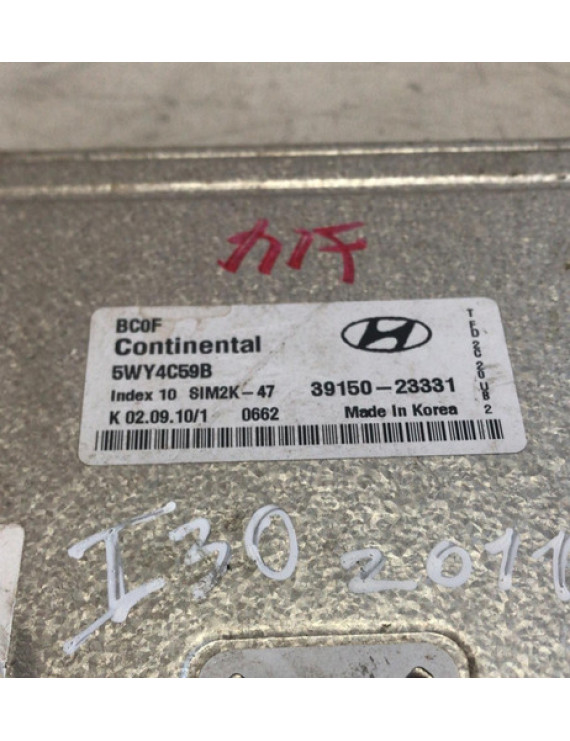 BC0F
Continental
5WY4C59B
Index 10 SIM2K-47
39150-23331
K 02.09.10/1 0662
Made In Korea
I30 2011